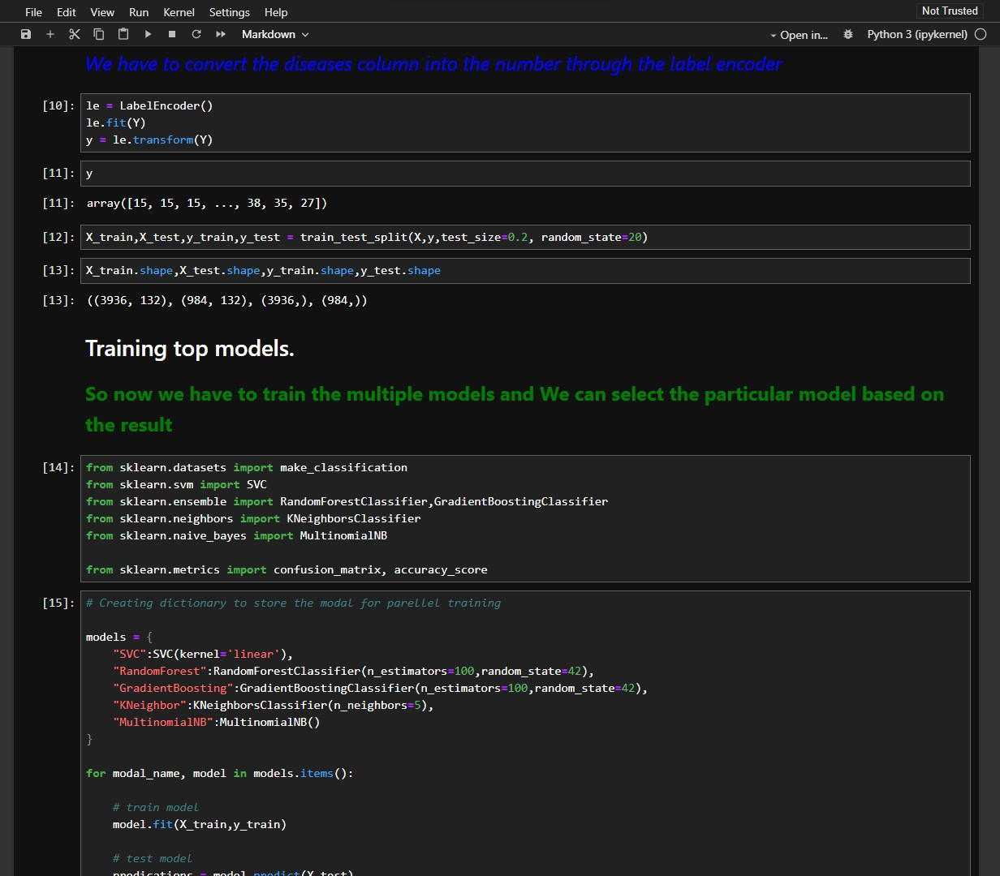 File Edit View Run Kernel Settings Help
Not Trusted
Markdown
Open in...
Python 3 (ipykernel)
We have to convert the diseases column into the number through the label encoder
[10]: le = LabelEncoder()
le.fit(Y)
y = le.transform(Y)
[11]: y
[11]: array([15, 15, 15, ..., 38, 35, 27])
[12]: X_train,X_test,y_train,y_test = train_test_split(X,y,test_size=0.2, random_state=20)
[13]: X_train.shape,X_test.shape,y_train.shape,y_test.shape
[13]: ((3936, 132), (984, 132), (3936,), (984,))
Training top models.
So now we have to train the multiple models and We can select the particular model based on
the result
[14]: from sklearn.datasets import make_classification
from sklearn.svm import SVC
from sklearn.ensemble import RandomForestClassifier,GradientBoostingClassifier
from sklearn.neighbors import KNeighborsClassifier
from sklearn.naive_bayes import MultinomialNB
from sklearn.metrics import confusion_matrix, accuracy_score
[15]: # Creating dictionary to store the modal for parellel training
models = {
"SVC":SVC(kernel='linear'),
"RandomForest":RandomForestClassifier(n_estimators=100,random_state=42),
"GradientBoosting":GradientBoostingClassifier(n_estimators=100,random_state=42),
"KNeighbor":KNeighborsClassifier(n_neighbors=5),
"MultinomialNB":MultinomialNB()
}
for modal_name, model in models.items():
# train model
model.fit(X_train,y_train)
# test model
predications = model.predict(X_test)